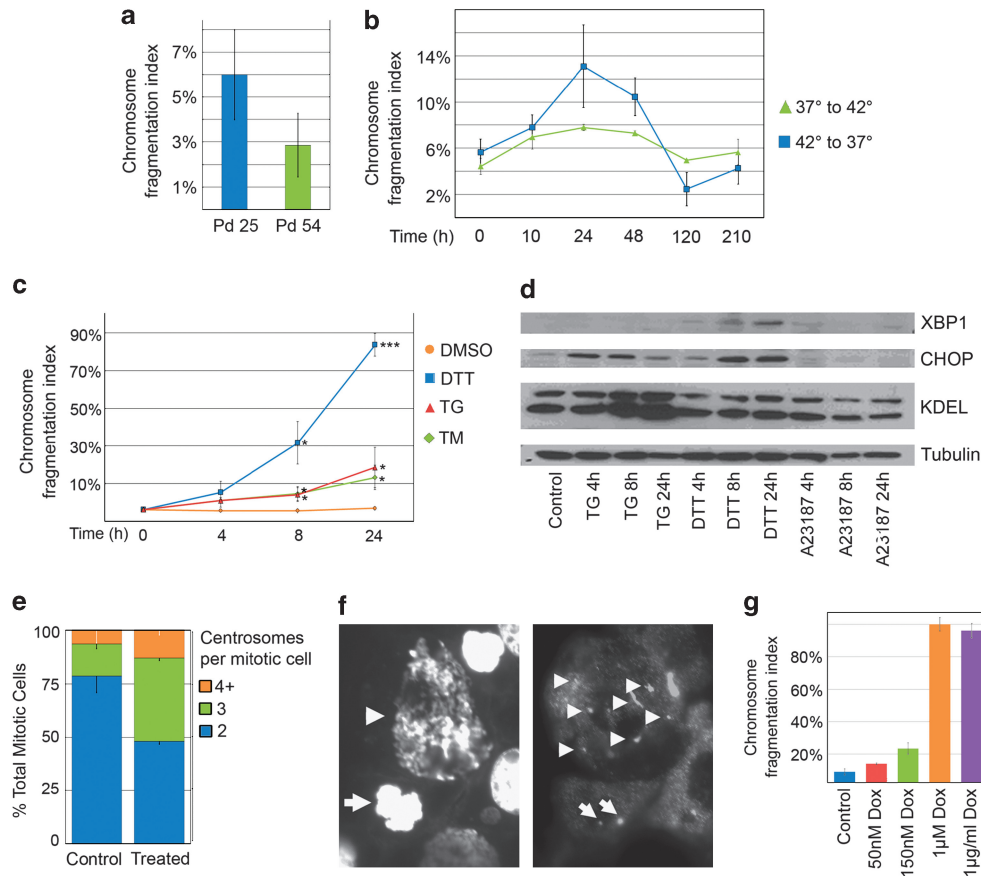 a
Chromosome
fragmentation index
7%
5%
3%
1%
Pd 25
Pd 54
b
Chromosome
fragmentation index
14%
10%
6%
2%
Time (h)
0
10
24
48
120
210
37° to 42°
42° to 37°
c
Chromosome
fragmentation index
90%
70%
50%
30%
10%
***
*
*
*
*
*
Time (h)
0
4
8
24
DMSO
DTT
TG
TM
d
XBP1
CHOP
KDEL
Tubulin
Control
TG 4h
TG 8h
TG 24h
DTT 4h
DTT 8h
DTT 24h
A23187 4h
A23187 8h
A23187 24h
e
% Total Mitotic Cells
100
75
50
25
0
Control
Treated
Centrosomes
per mitotic cell
4+
3
2
f
g
Chromosome
fragmentation index
80%
60%
40%
20%
Control
50nM Dox
150nM Dox
1µM Dox
1µg/ml Dox